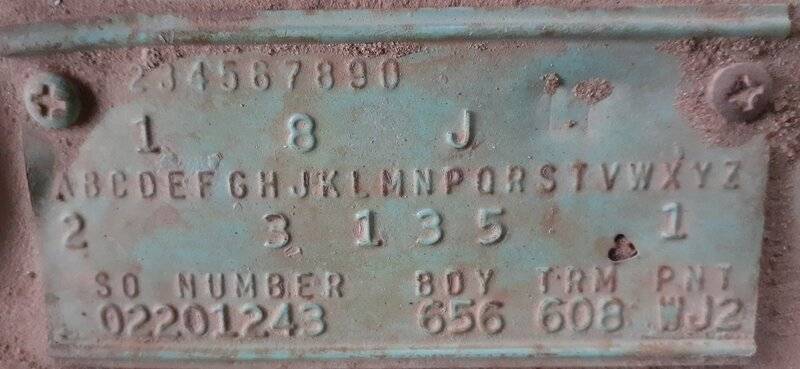 234567890
1 8 J
ABCDEFGHJKLMNPQRSTVWXYZ
2 3 1 3 5 1
SO NUMBER BDY TRM PNT
02201243 656 608 WJ2